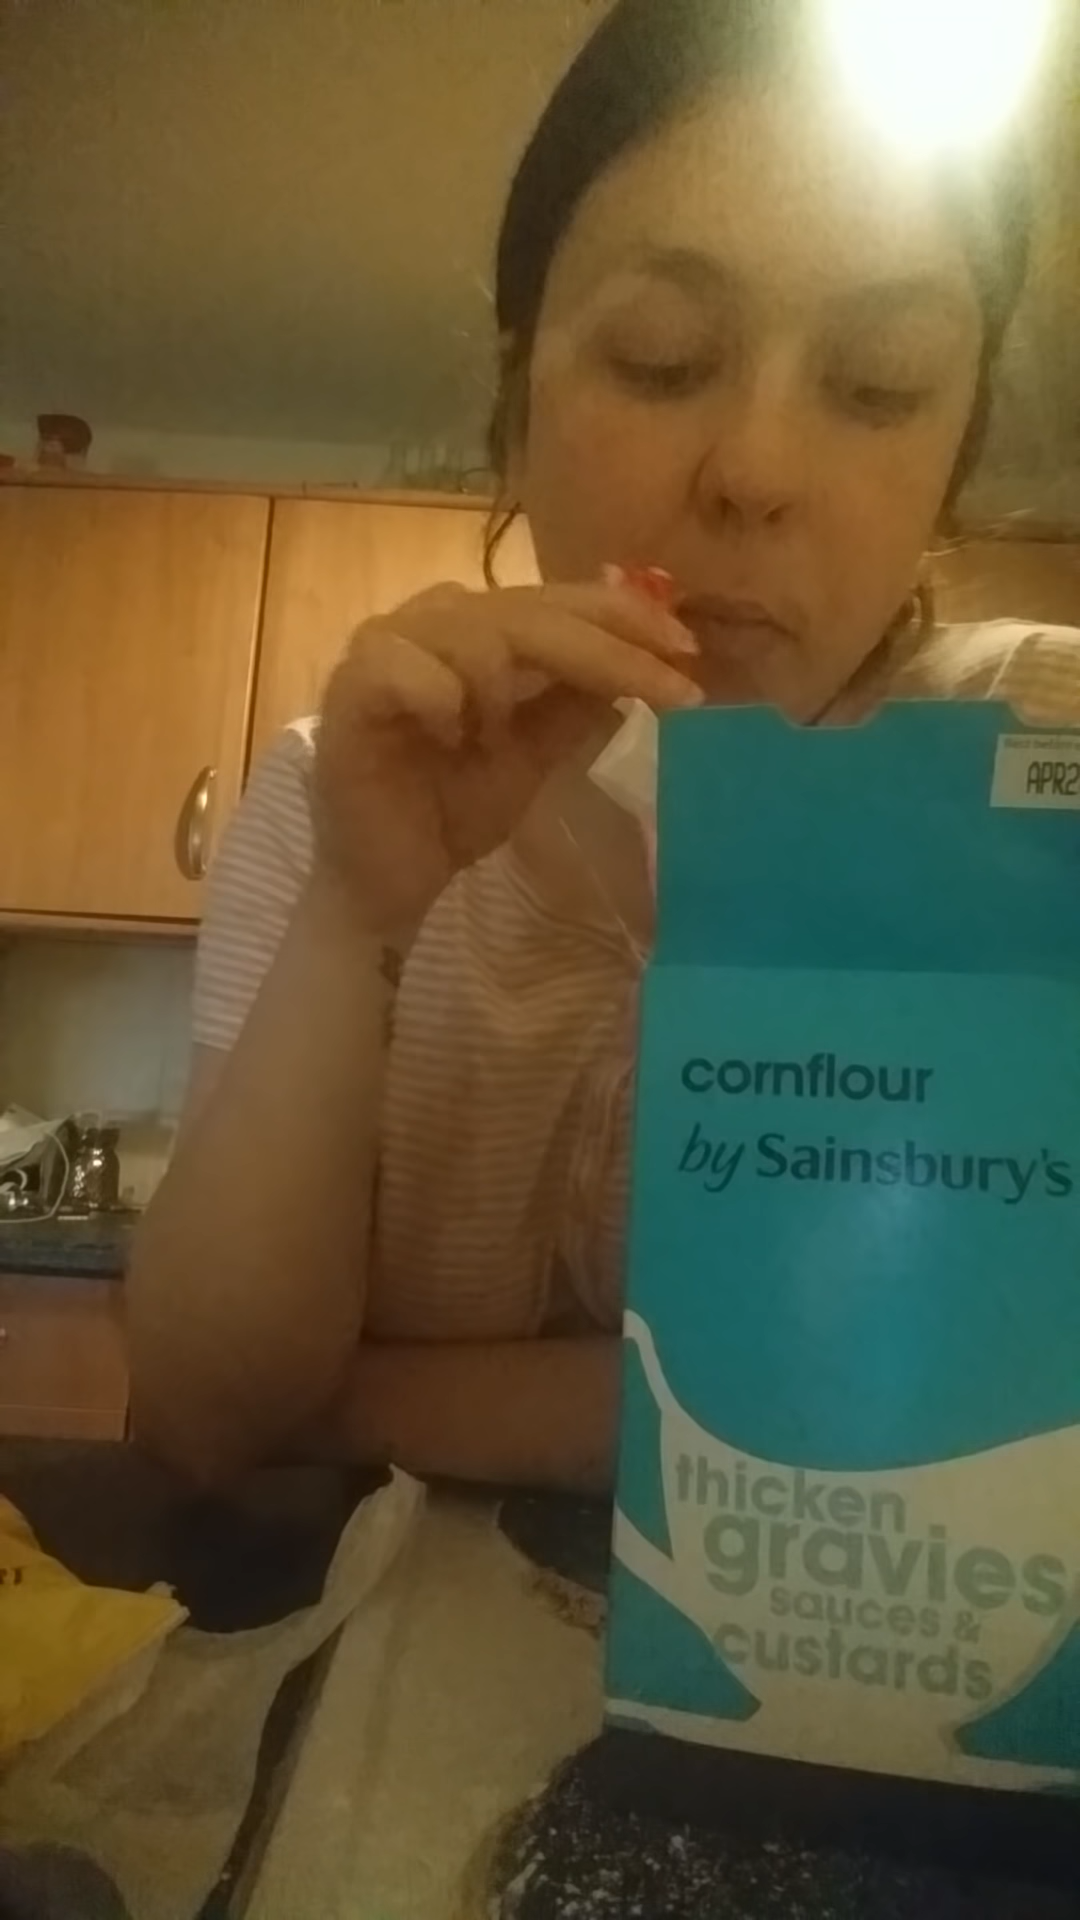 APR2
cornflour
by Sainsbury's
thicken
gravies
sauces &
custards